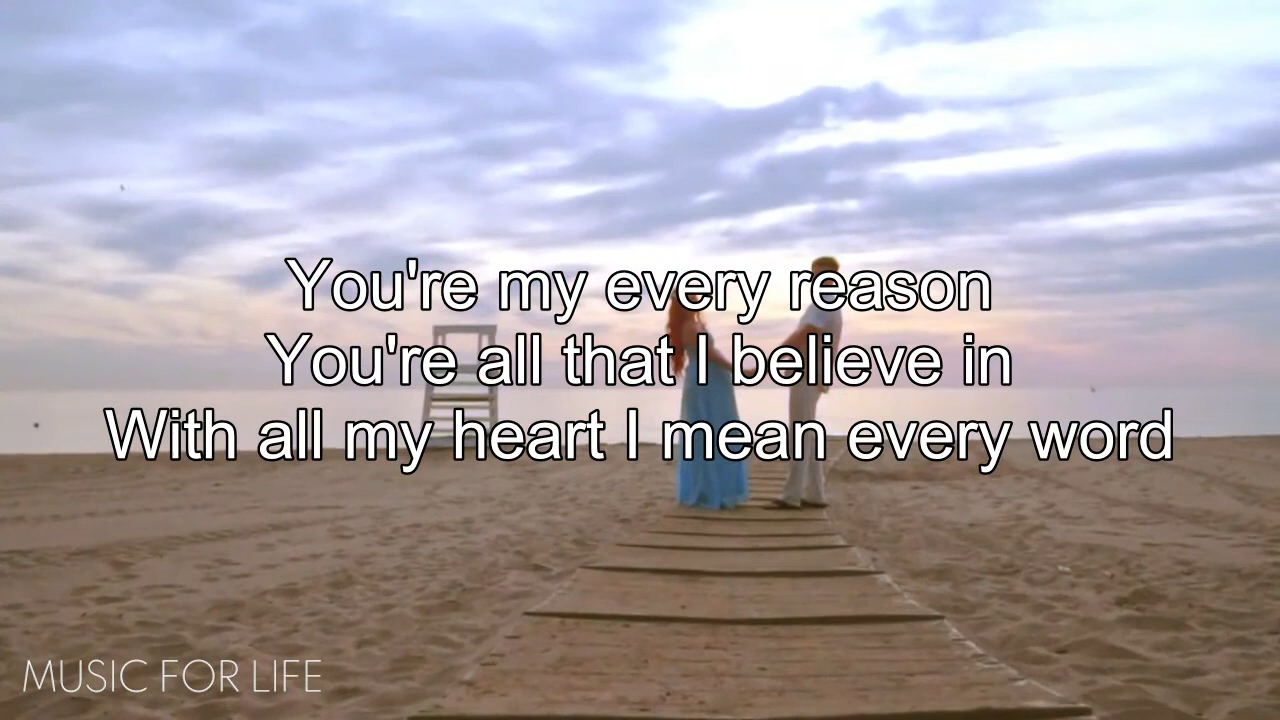 You're my every reason
You're all that I believe in
With all my heart I mean every word
MUSIC FOR LIFE